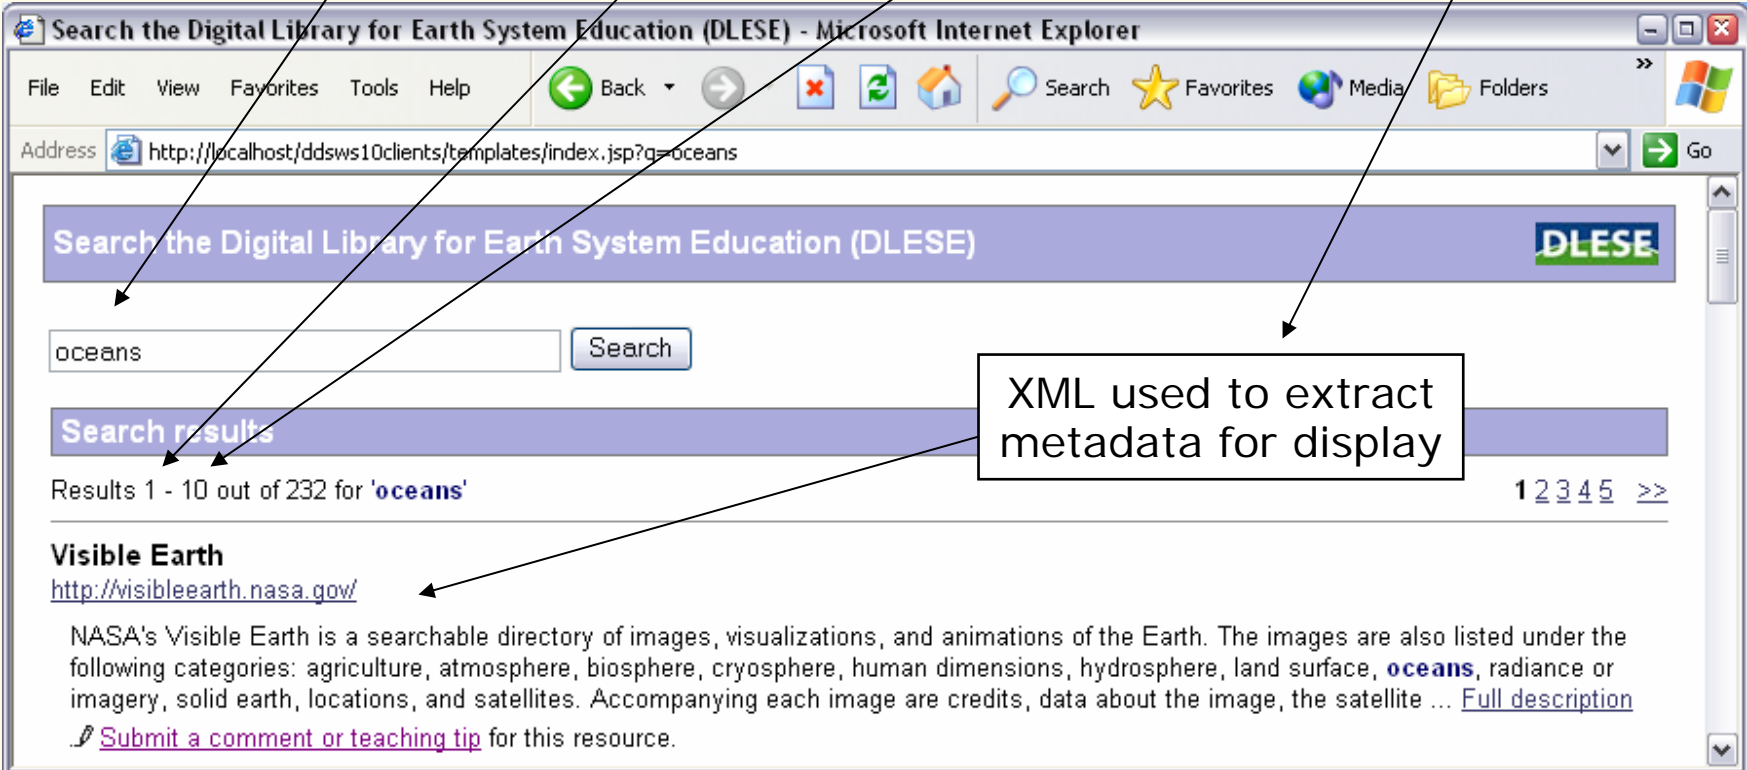 Search the Digital Library for Earth System Education (DLESE) - Microsoft Internet Explorer
File Edit View Favorites Tools Help Back Search Favorites Media Folders »
Address http://localhost/ddsws10clients/templates/index.jsp?q=oceans Go
Search the Digital Library for Earth System Education (DLESE) DLESE
oceans Search
XML used to extract
metadata for display
Search results
Results 1 - 10 out of 232 for 'oceans' 1 2 3 4 5 >>
Visible Earth
http://visibleearth.nasa.gov/
NASA's Visible Earth is a searchable directory of images, visualizations, and animations of the Earth. The images are also listed under the
following categories: agriculture, atmosphere, biosphere, cryosphere, human dimensions, hydrosphere, land surface, oceans, radiance or
imagery, solid earth, locations, and satellites. Accompanying each image are credits, data about the image, the satellite ... Full description
Submit a comment or teaching tip for this resource.